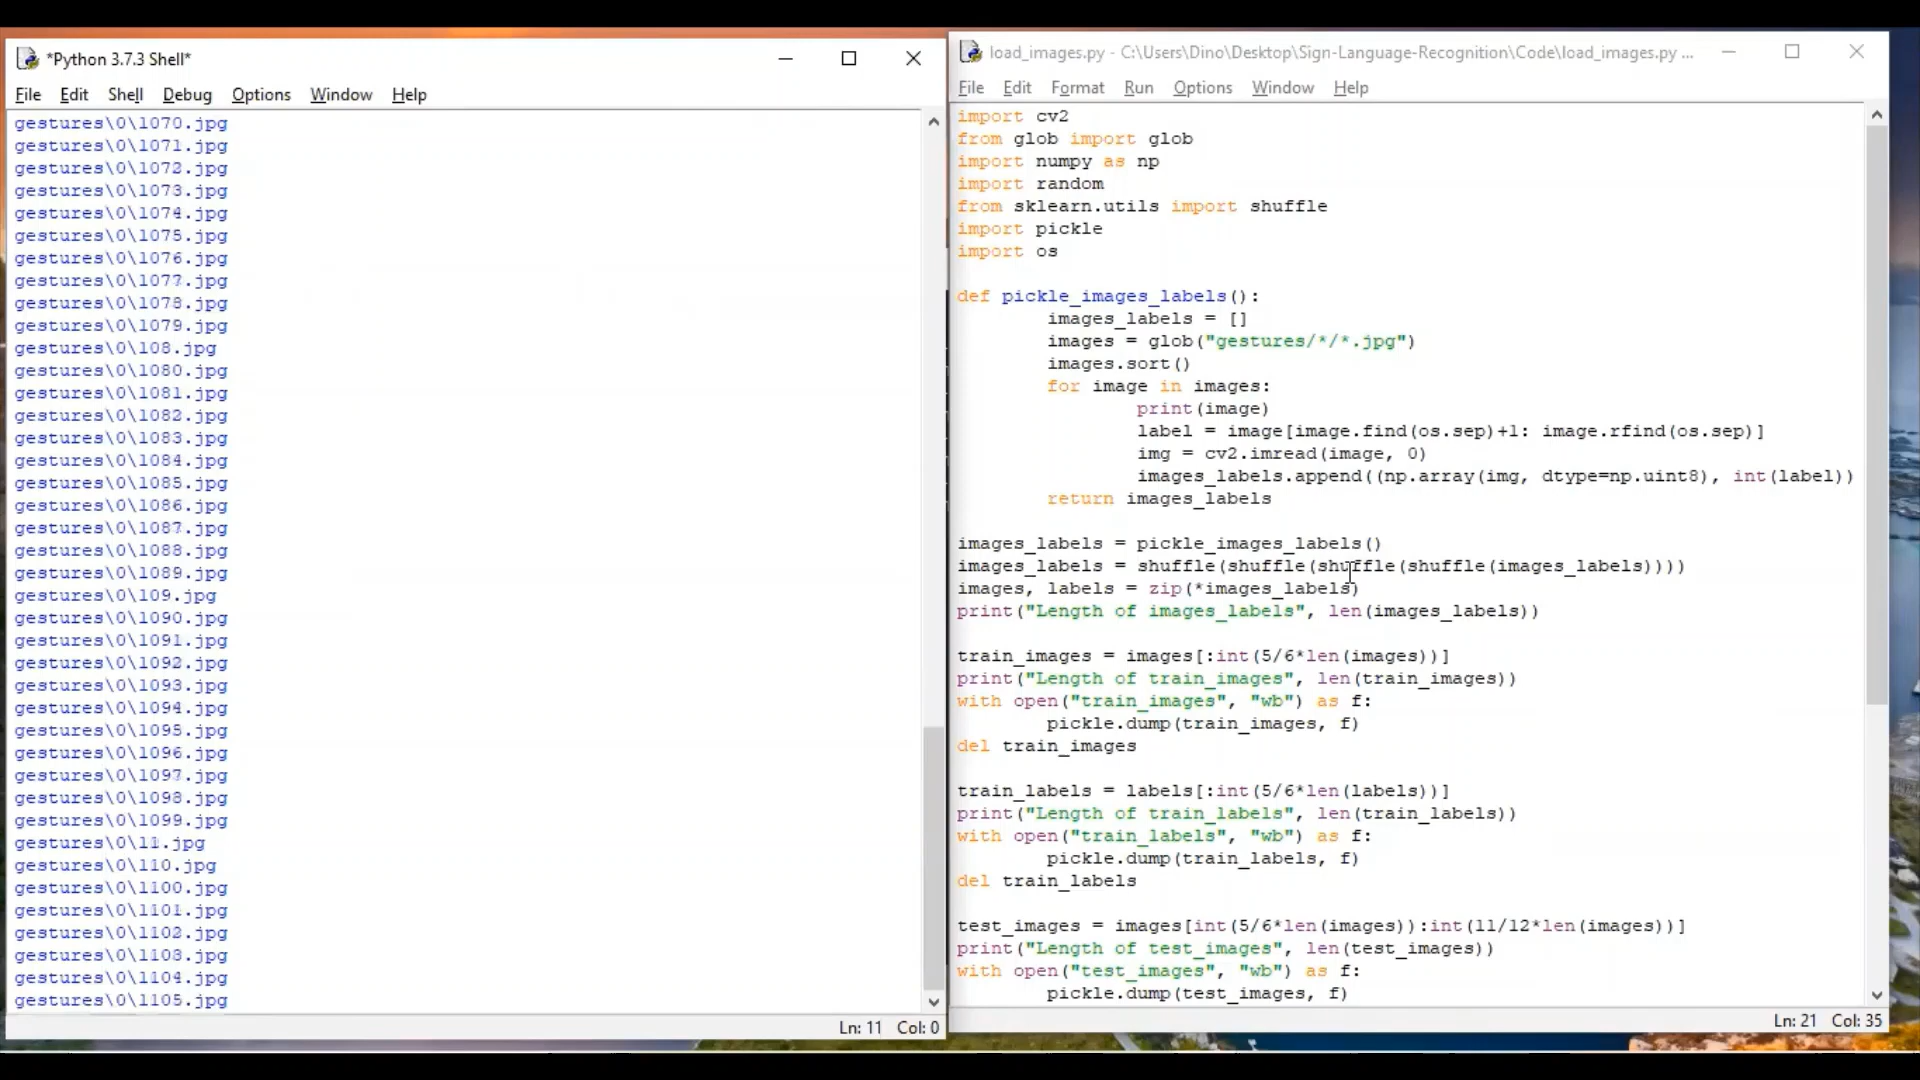 *Python 3.7.3 Shell*
File Edit Shell Debug Options Window Help
gestures\0\1070.jpg
gestures\0\1071.jpg
gestures\0\1072.jpg
gestures\0\1073.jpg
gestures\0\1074.jpg
gestures\0\1075.jpg
gestures\0\1076.jpg
gestures\0\1077.jpg
gestures\0\1078.jpg
gestures\0\1079.jpg
gestures\0\108.jpg
gestures\0\1080.jpg
gestures\0\1081.jpg
gestures\0\1082.jpg
gestures\0\1083.jpg
gestures\0\1084.jpg
gestures\0\1085.jpg
gestures\0\1086.jpg
gestures\0\1087.jpg
gestures\0\1088.jpg
gestures\0\1089.jpg
gestures\0\109.jpg
gestures\0\1090.jpg
gestures\0\1091.jpg
gestures\0\1092.jpg
gestures\0\1093.jpg
gestures\0\1094.jpg
gestures\0\1095.jpg
gestures\0\1096.jpg
gestures\0\1097.jpg
gestures\0\1098.jpg
gestures\0\1099.jpg
gestures\0\11.jpg
gestures\0\110.jpg
gestures\0\1100.jpg
gestures\0\1101.jpg
gestures\0\1102.jpg
gestures\0\1103.jpg
gestures\0\1104.jpg
gestures\0\1105.jpg
Ln: 11 Col: 0
load_images.py - C:\Users\Dino\Desktop\Sign-Language-Recognition\Code\load_images.py ...
File Edit Format Run Options Window Help
import cv2
from glob import glob
import numpy as np
import random
from sklearn.utils import shuffle
import pickle
import os
def pickle_images_labels():
images_labels = []
images = glob("gestures/*/*.jpg")
images.sort()
for image in images:
print(image)
label = image[image.find(os.sep)+1: image.rfind(os.sep)]
img = cv2.imread(image, 0)
images_labels.append((np.array(img, dtype=np.uint8), int(label))
return images_labels
images_labels = pickle_images_labels()
images_labels = shuffle(shuffle(shuffle(shuffle(images_labels))))
images, labels = zip(*images_labels)
print("Length of images_labels", len(images_labels))
train_images = images[:int(5/6*len(images))]
print("Length of train_images", len(train_images))
with open("train_images", "wb") as f:
pickle.dump(train_images, f)
del train_images
train_labels = labels[:int(5/6*len(labels))]
print("Length of train_labels", len(train_labels))
with open("train_labels", "wb") as f:
pickle.dump(train_labels, f)
del train_labels
test_images = images[int(5/6*len(images)):int(11/12*len(images))]
print("Length of test_images", len(test_images))
with open("test_images", "wb") as f:
pickle.dump(test_images, f)
Ln: 21 Col: 35